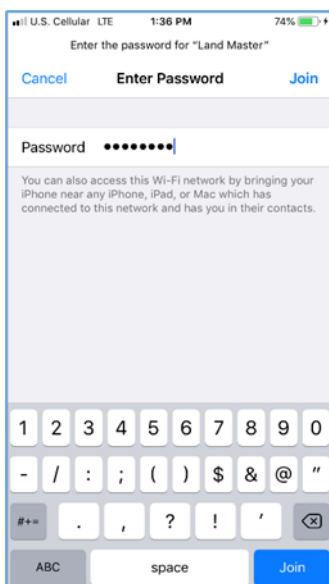 U.S. Cellular LTE 1:36 PM 74%
Enter the password for “Land Master”
Cancel Enter Password Join
Password ••••••••
You can also access this Wi-Fi network by bringing your
iPhone near any iPhone, iPad, or Mac which has
connected to this network and has you in their contacts.
1 2 3 4 5 6 7 8 9 0
- / : ; ( ) $ & @ "
#+= . , ? ! '
ABC space Join